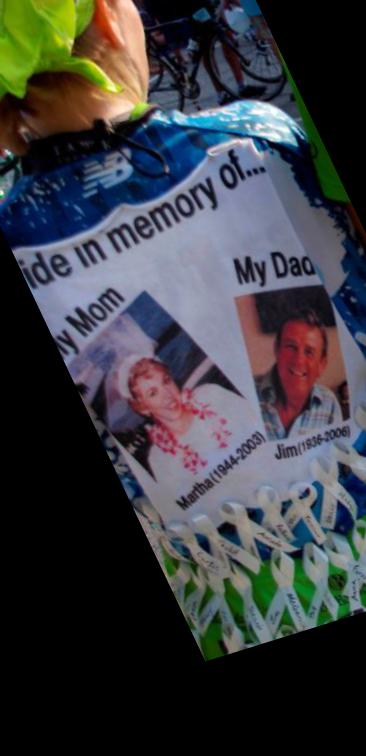 ide in memory of...
y Mom
My Dad
Martha (1944-2003)
Jim (1936-2006)